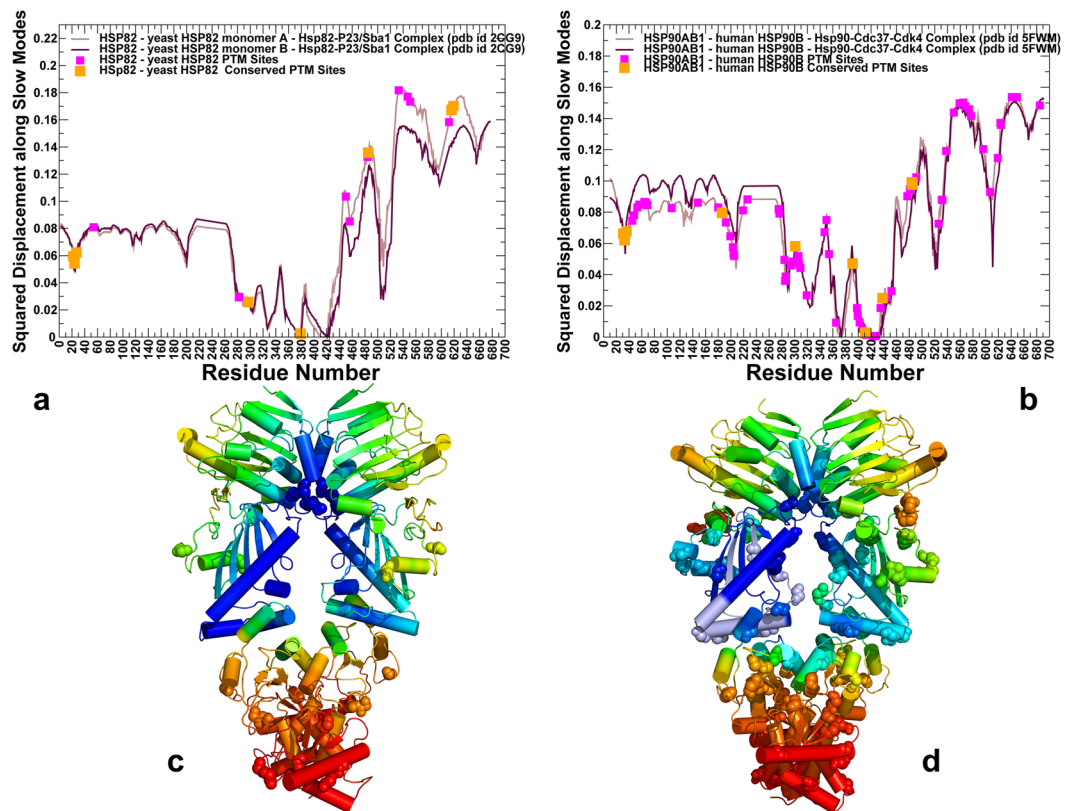 a
Squared Displacement along Slow Modes
0.22
0.2
0.18
0.16
0.14
0.12
0.1
0.08
0.06
0.04
0.02
0
HSP82 - yeast HSP82 monomer A - Hsp82-P23/Sba1 Complex (pdb id 2GG9)
HSP82 - yeast HSP82 monomer B - Hsp82-P23/Sba1 Complex (pdb id 2CG9)
HSP82 - yeast HSP82 PTM Sites
HSp82 - yeast HSP82 Conserved PTM Sites
0 20 40 60 80 100 120 140 160 180 200 220 240 260 280 300 320 340 360 380 400 420 440 460 480 500 520 540 560 580 600 620 640 660 680 700
Residue Number
b
Squared Displacement along Slow Modes
0.2
0.18
0.16
0.14
0.12
0.1
0.08
0.06
0.04
0.02
0
HSP90AB1 - human HSP90B - Hsp90-Cdc37-Cdk4 Complex (pdb id 5FWM)
HSP90AB1 - human HSP90B - Hsp90-Cdc37-Cdk4 Complex (pdb id 5FWM)
HSP90AB1 - human HSP90B PTM Sites
HSP90AB1 - human HSP90B Conserved PTM Sites
0 20 40 60 80 100 120 140 160 180 200 220 240 260 280 300 320 340 360 380 400 420 440 460 480 500 520 540 560 580 600 620 640 660 680 700
Residue Number
c
d